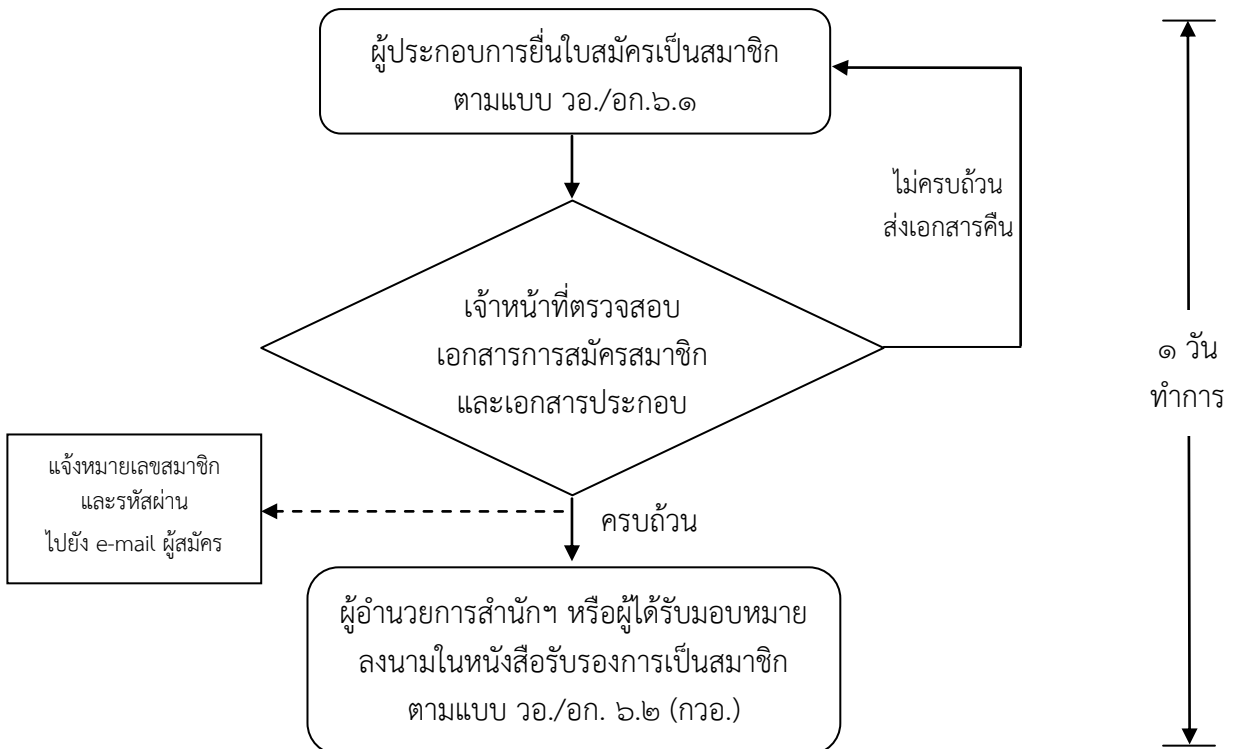 ผู้ประกอบการยื่นใบสมัครเป็นสมาชิก
ตามแบบ วอ./อก.๖.๑
ไม่ครบถ้วน
ส่งเอกสารคืน
เจ้าหน้าที่ตรวจสอบ
เอกสารการสมัครสมาชิก
และเอกสารประกอบ
๑ วัน
ทำการ
แจ้งหมายเลขสมาชิก
และรหัสผ่าน
ไปยัง e-mail ผู้สมัคร
ครบถ้วน
ผู้อำนวยการสำนักฯ หรือผู้ได้รับมอบหมาย
ลงนามในหนังสือรับรองการเป็นสมาชิก
ตามแบบ วอ./อก. ๖.๒ (กวอ.)